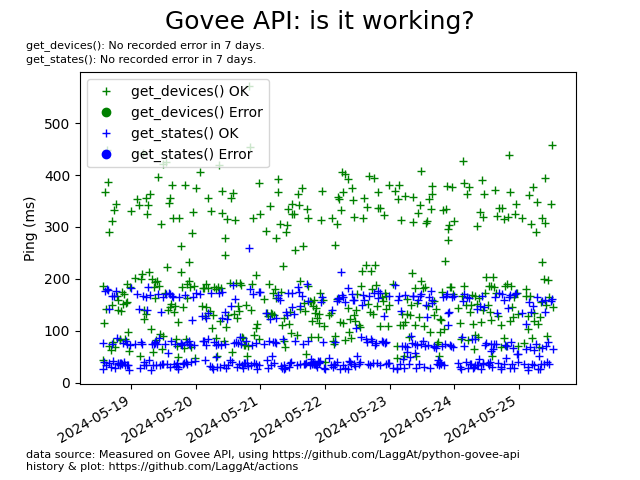 Govee API: is it working?
get_devices(): No recorded error in 7 days.
get_states(): No recorded error in 7 days.
get_devices() OK
get_devices() Error
get_states() OK
get_states() Error
Ping (ms)
500
400
300
200
100
0
2024-05-19
2024-05-20
2024-05-21
2024-05-22
2024-05-23
2024-05-24
2024-05-25
data source: Measured on Govee API, using https://github.com/LaggAt/python-govee-api
history & plot: https://github.com/LaggAt/actions